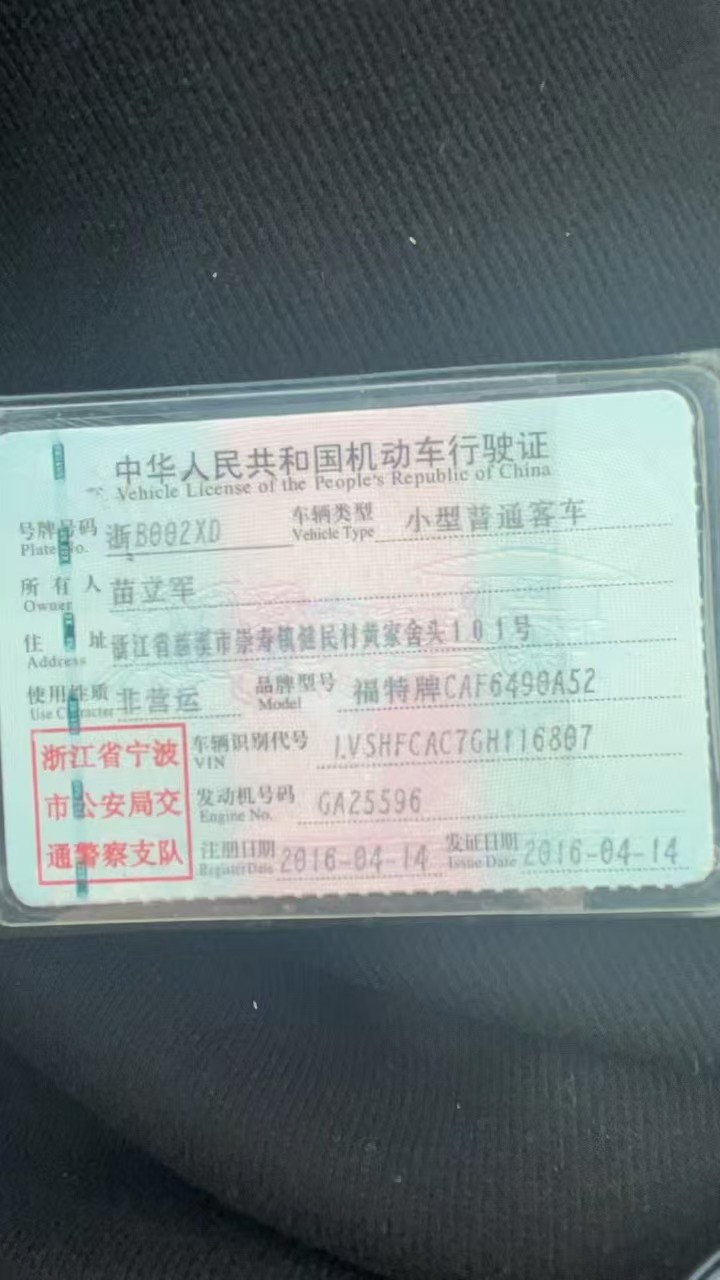 中华人民共和国机动车行驶证
Vehicle License of the People's Republic of China
号牌号码 浙B002XD 车辆类型 小型普通客车
Plate No. Vehicle Type
所有人 苗立军
Owner
住址 浙江省慈溪市崇寿镇健民村黄家舍头101号
Address
使用性质 非营运 品牌型号 福特牌CAF6490A52
Use Character Model
浙江省宁波
市公安局交
通警察支队
车辆识别代号 LVSHFCAC7GH116807
VIN
发动机号码 GA25596
Engine No.
注册日期 2016-04-14 发证日期 2016-04-14
Register Date Issue Date